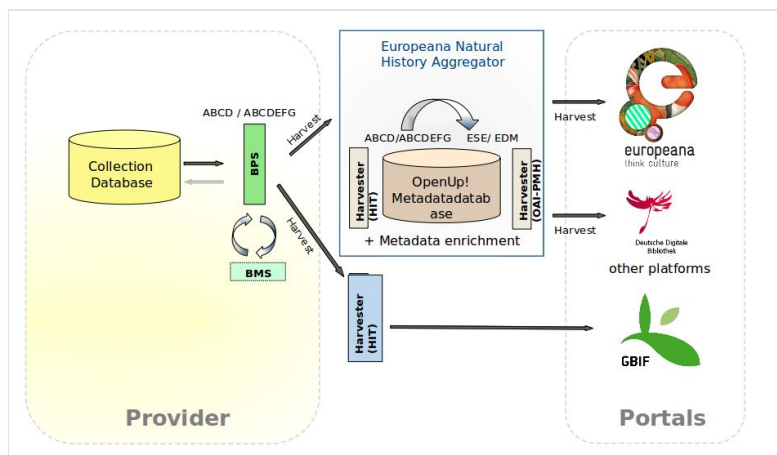 Europeana Natural
History Aggregator
ABCD / ABCDEFG
Harvest
ABCD/ABCDEFG
ESE/ EDM
Harvest
Collection
Database
BPS
Harvester
(HIT)
OpenUp!
Metadatadatab
ase
Harvester
(OAI-PMH)
+ Metadata enrichment
europeana
think culture
Harvest
BMS
Harvest
Deutsche Digitale
Bibliothek
other platforms
Harvester
(HIT)
GBIF
Provider
Portals